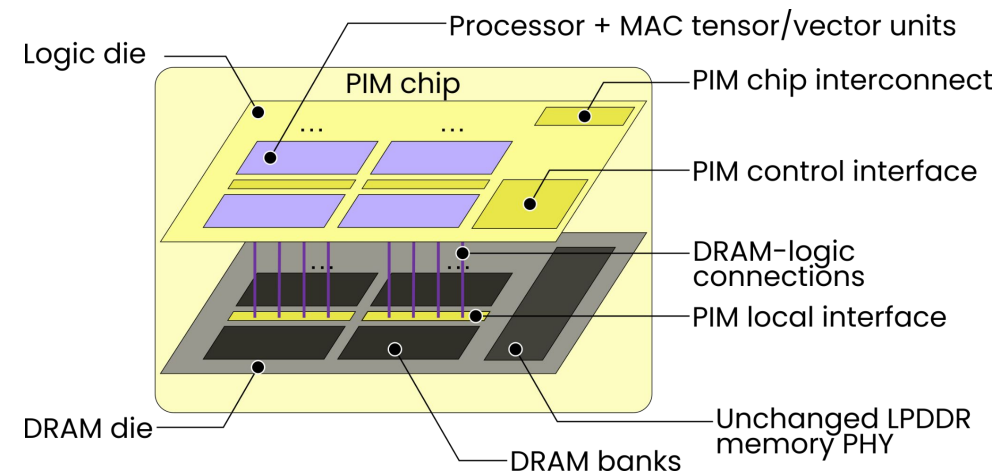 Processor + MAC tensor/vector units
Logic die
PIM chip
PIM chip interconnect
...
...
PIM control interface
DRAM-logic
connections
...
...
PIM local interface
Unchanged LPDDR
memory PHY
DRAM die
DRAM banks